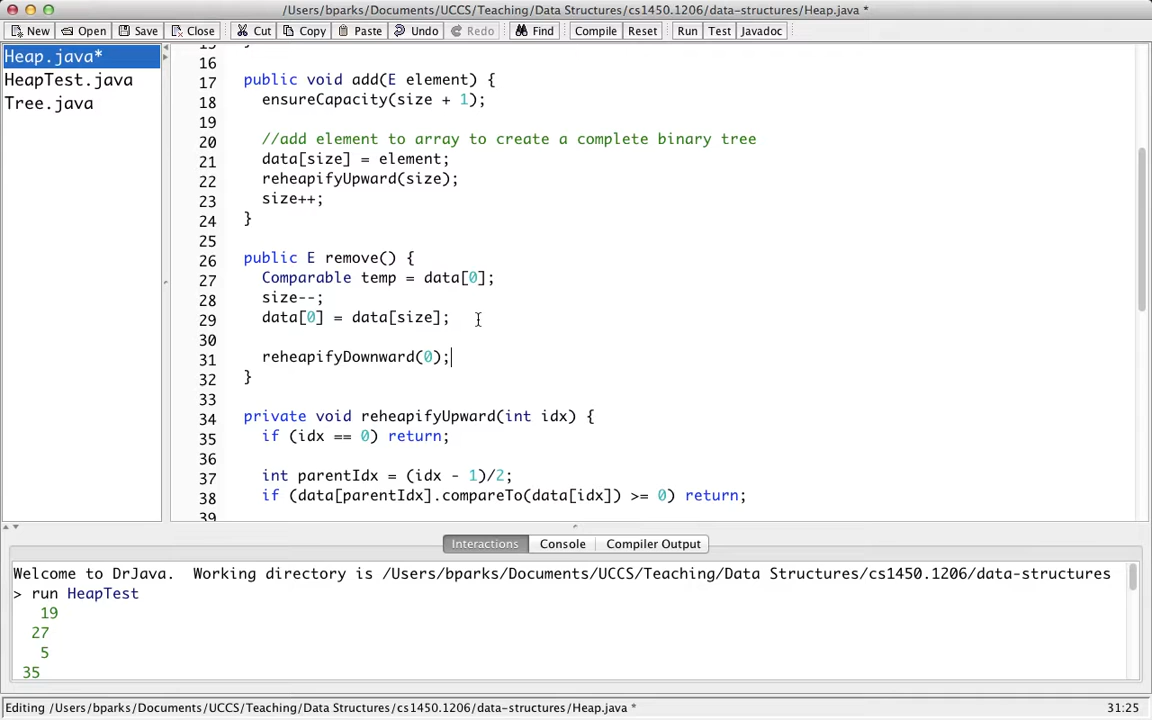 /Users/bparks/Documents/UCCS/Teaching/Data Structures/cs1450.1206/data-structures/Heap.java *
New Open Save Close Cut Copy Paste Undo Redo Find Compile Reset Run Test Javadoc
Heap.java*
HeapTest.java
Tree.java
15 }
16
17 public void add(E element) {
18 ensureCapacity(size + 1);
19
20 //add element to array to create a complete binary tree
21 data[size] = element;
22 reheapifyUpward(size);
23 size++;
24 }
25
26 public E remove() {
27 Comparable temp = data[0];
28 size--;
29 data[0] = data[size];
30
31 reheapifyDownward(0);
32 }
33
34 private void reheapifyUpward(int idx) {
35 if (idx == 0) return;
36
37 int parentIdx = (idx - 1)/2;
38 if (data[parentIdx].compareTo(data[idx]) >= 0) return;
39
Interactions Console Compiler Output
Welcome to DrJava. Working directory is /Users/bparks/Documents/UCCS/Teaching/Data Structures/cs1450.1206/data-structures
> run HeapTest
19
27
5
35
Editing /Users/bparks/Documents/UCCS/Teaching/Data Structures/cs1450.1206/data-structures/Heap.java * 31:25